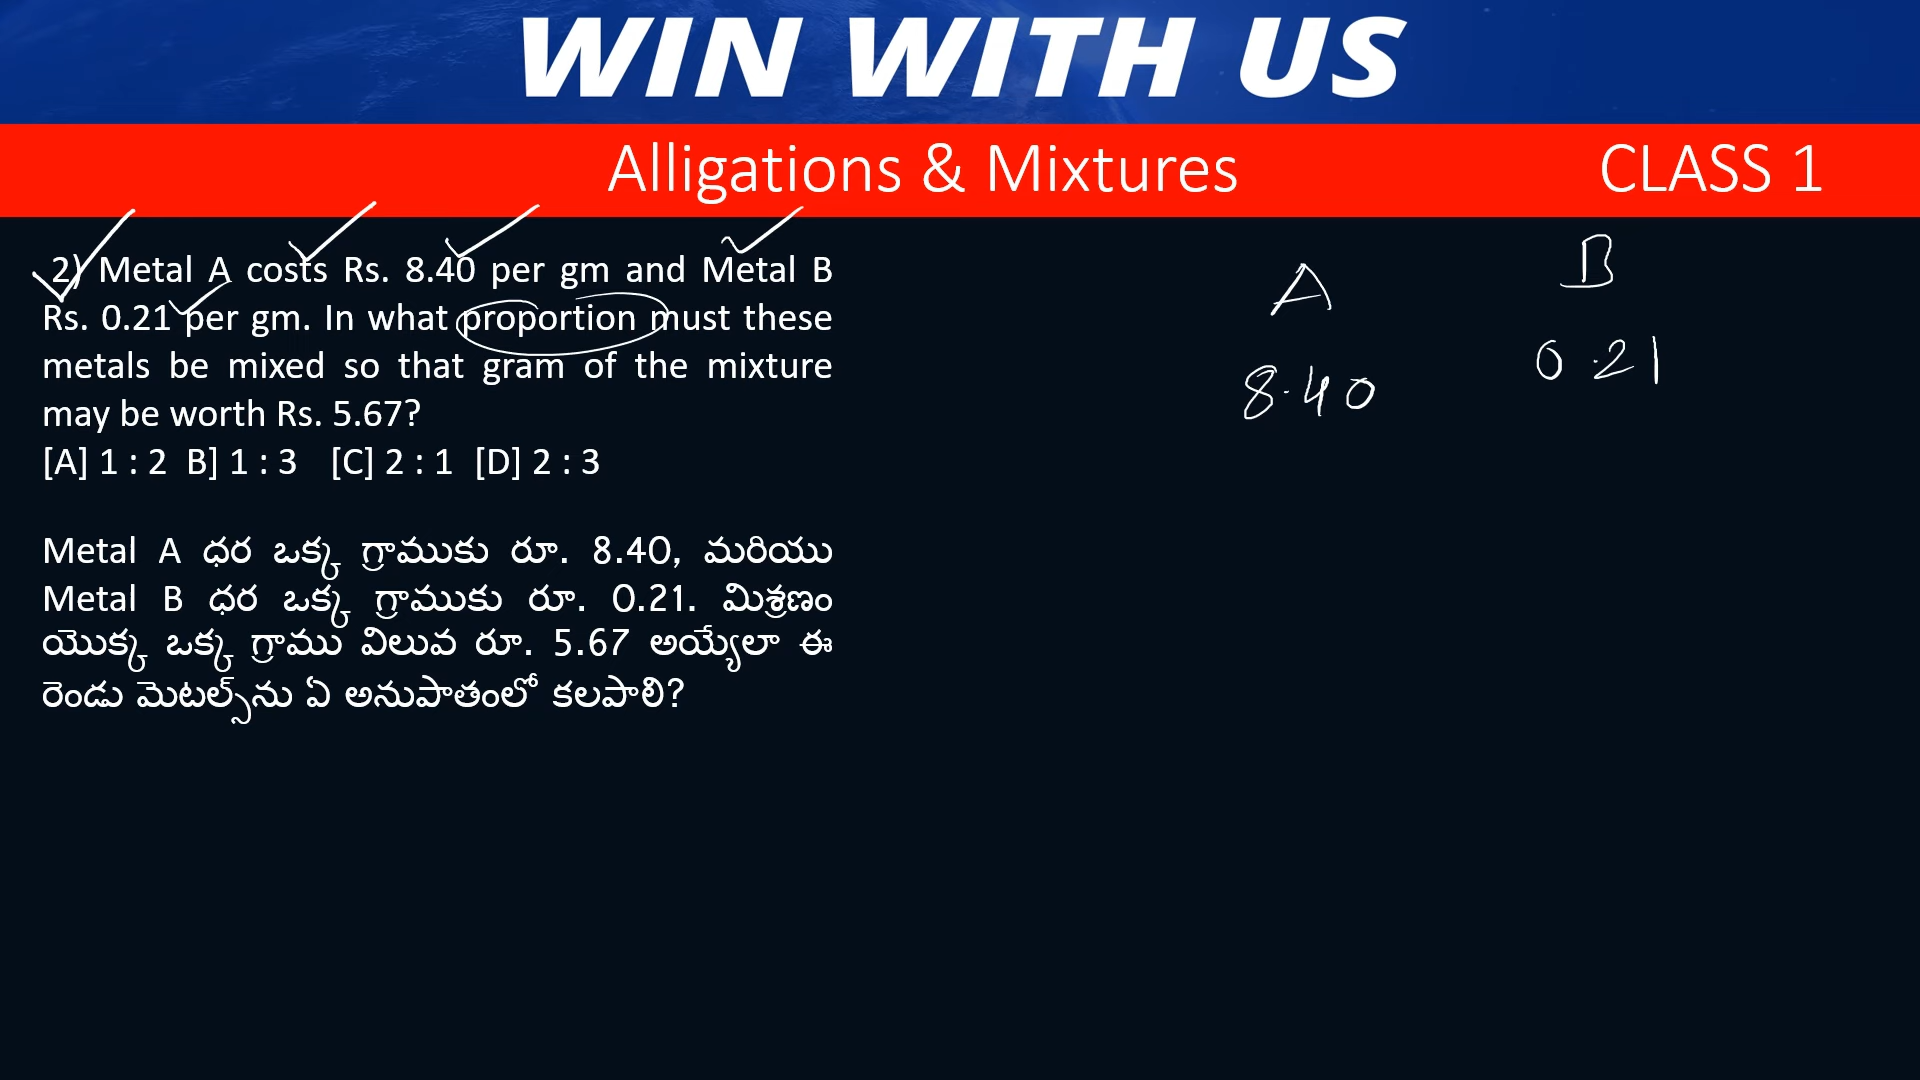 WIN WITH US
Alligations & Mixtures CLASS 1
2) Metal A costs Rs. 8.40 per gm and Metal B
Rs. 0.21 per gm. In what proportion must these
metals be mixed so that gram of the mixture
may be worth Rs. 5.67?
[A] 1 : 2 B] 1 : 3 [C] 2 : 1 [D] 2 : 3
Metal A ధర ఒక్క గ్రాముకు రూ. 8.40, మరియు
Metal B ధర ఒక్క గ్రాముకు రూ. 0.21. మిశ్రణం
యొక్క ఒక్క గ్రాము విలువ రూ. 5.67 అయ్యేలా ఈ
రెండు మెటల్స్‌ను ఏ అనుపాతంలో కలపాలి?
A B
8.40 0.21